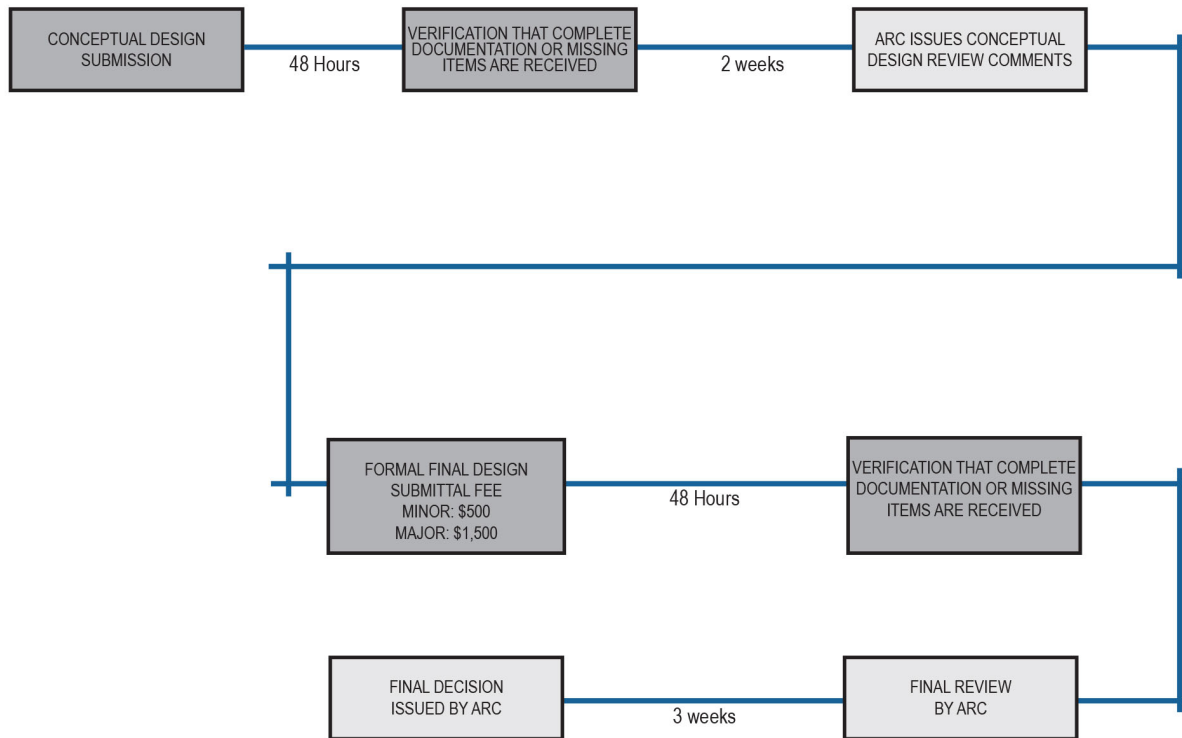 CONCEPTUAL DESIGN
SUBMISSION
48 Hours
VERIFICATION THAT COMPLETE
DOCUMENTATION OR MISSING
ITEMS ARE RECEIVED
2 weeks
ARC ISSUES CONCEPTUAL
DESIGN REVIEW COMMENTS
FORMAL FINAL DESIGN
SUBMITTAL FEE
MINOR: $500
MAJOR: $1,500
48 Hours
VERIFICATION THAT COMPLETE
DOCUMENTATION OR MISSING
ITEMS ARE RECEIVED
FINAL DECISION
ISSUED BY ARC
3 weeks
FINAL REVIEW
BY ARC